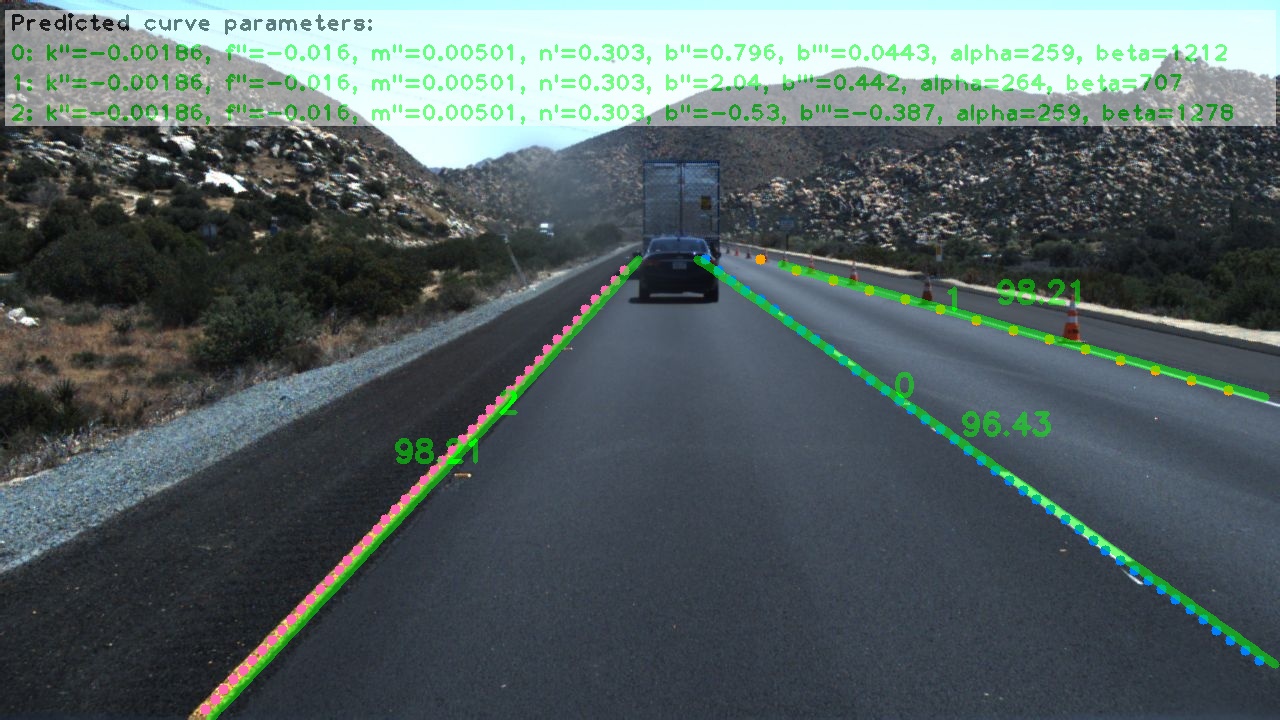 Predicted curve parameters:
0: k''=-0.00186, f''=-0.016, m''=0.00501, n'=0.303, b''=0.796, b'''=0.0443, alpha=259, beta=1212
1: k''=-0.00186, f''=-0.016, m''=0.00501, n'=0.303, b''=2.04, b'''=0.442, alpha=264, beta=707
2: k''=-0.00186, f''=-0.016, m''=0.00501, n'=0.303, b''=-0.53, b'''=-0.387, alpha=259, beta=1278
1 98.21
0
96.43
2
98.21